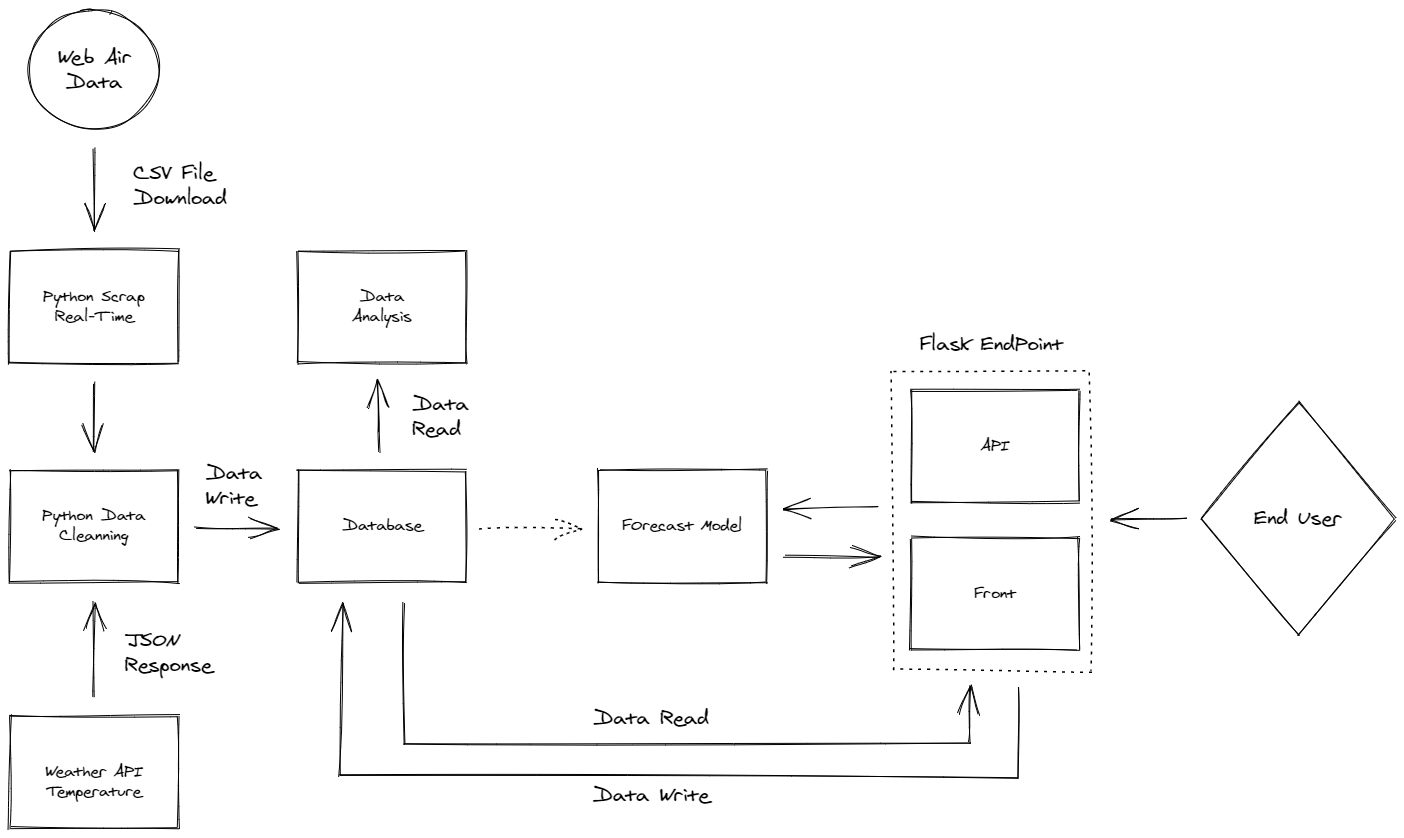 Web Air
Data
CSV File
Download
Python Scrap
Real-Time
Data
Analysis
Flask EndPoint
Data
Read
API
Data
Write
Python Data
Cleanning
Database
Forecast Model
End User
Front
JSON
Response
Data Read
Weather API
Temperature
Data Write